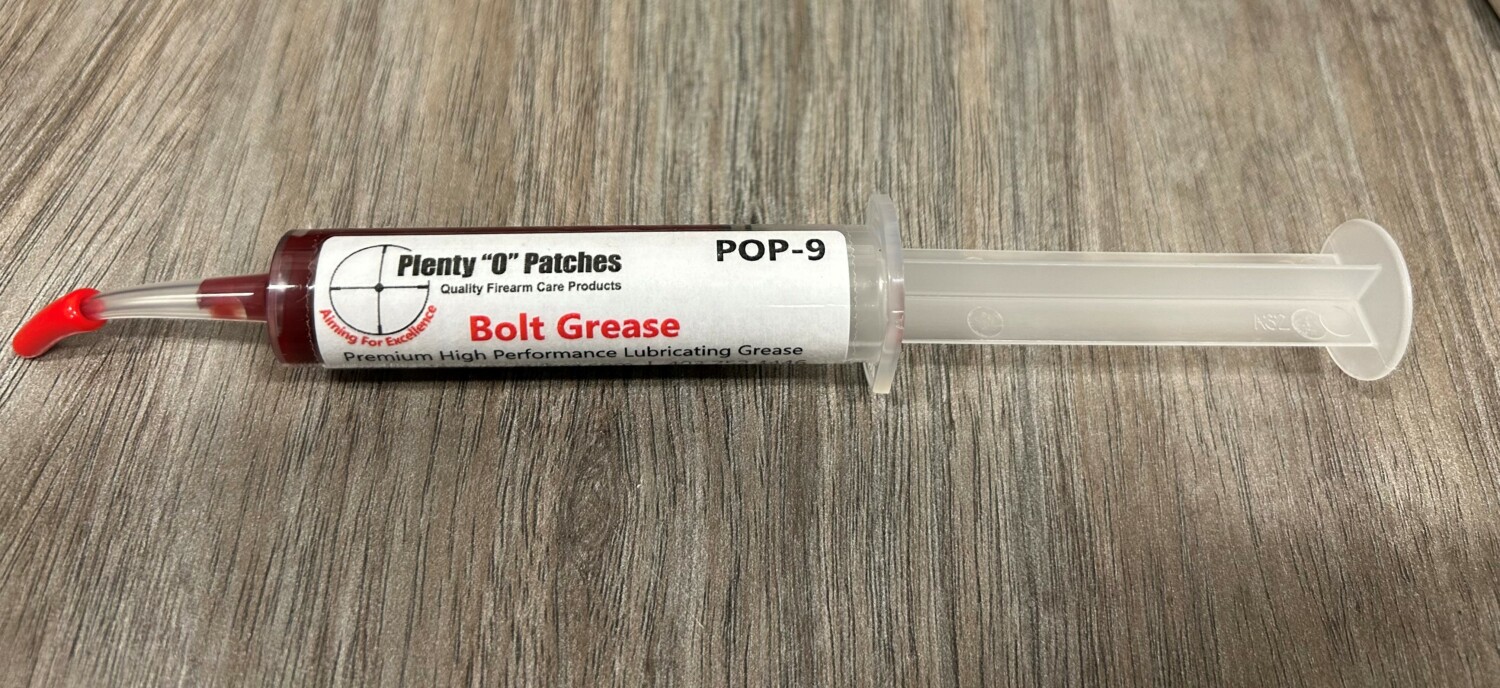 Plenty "O" Patches
POP-9
Quality Firearm Care Products
Aiming For Excellence
Bolt Grease
Premium High Performance Lubricating Grease